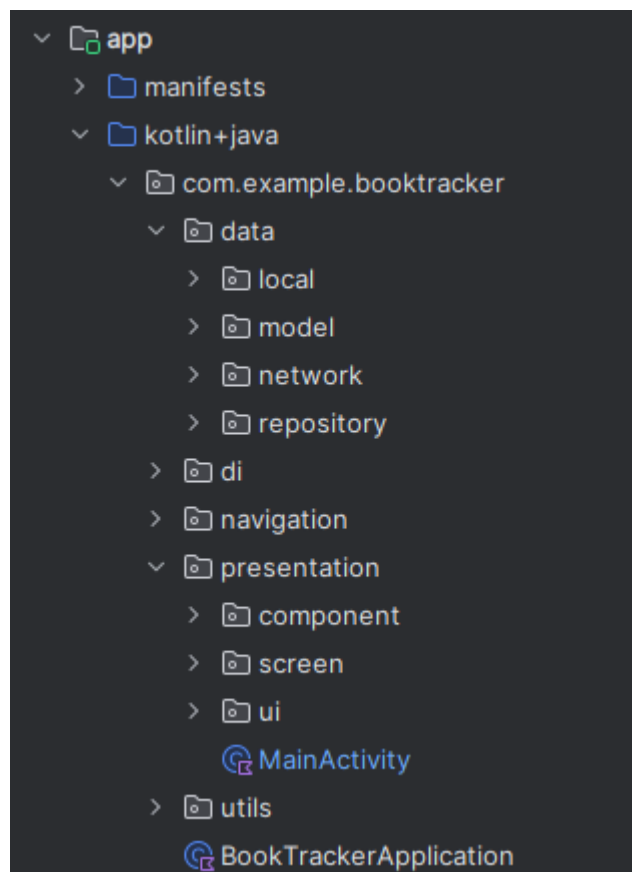 app
manifests
kotlin+java
com.example.booktracker
data
local
model
network
repository
di
navigation
presentation
component
screen
ui
MainActivity
utils
BookTrackerApplication